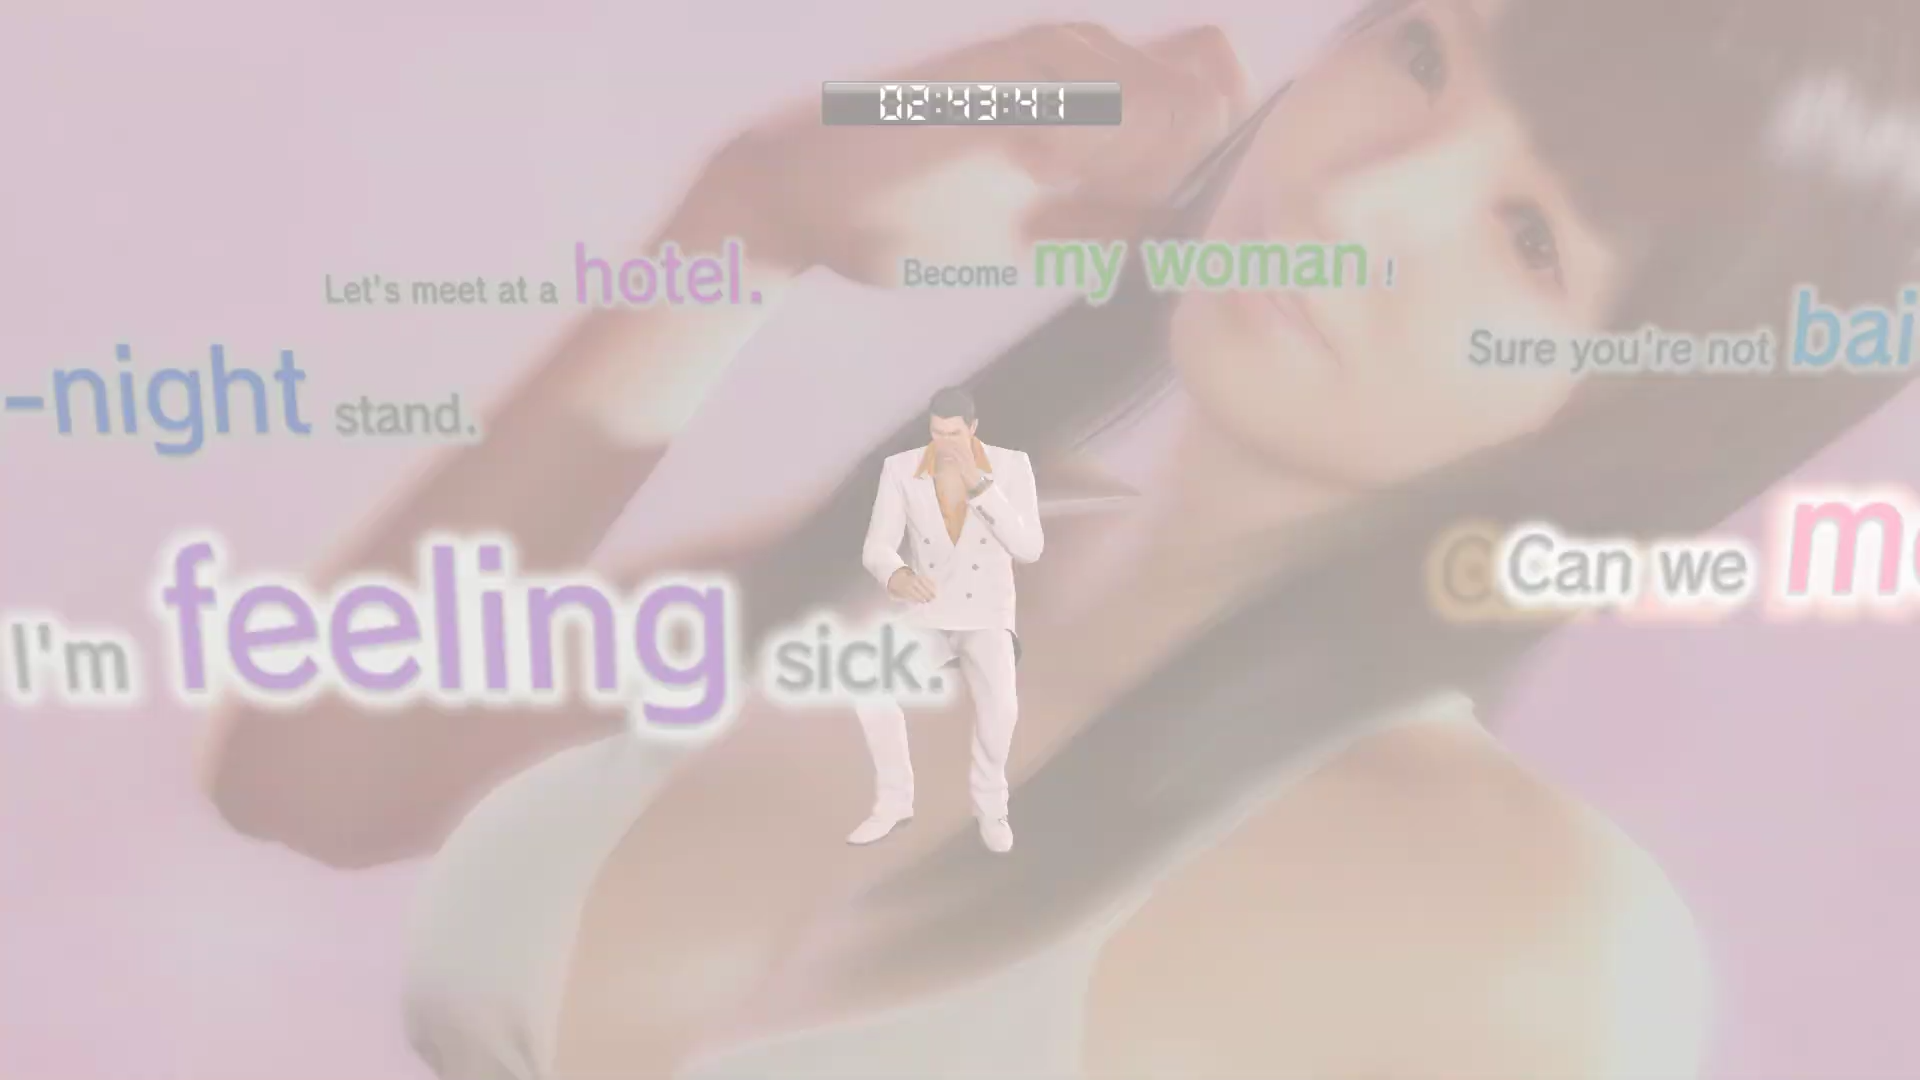 02:43:41
Let's meet at a hotel.
Become my woman !
Sure you're not bai
-night stand.
Can we m
I'm feeling sick.